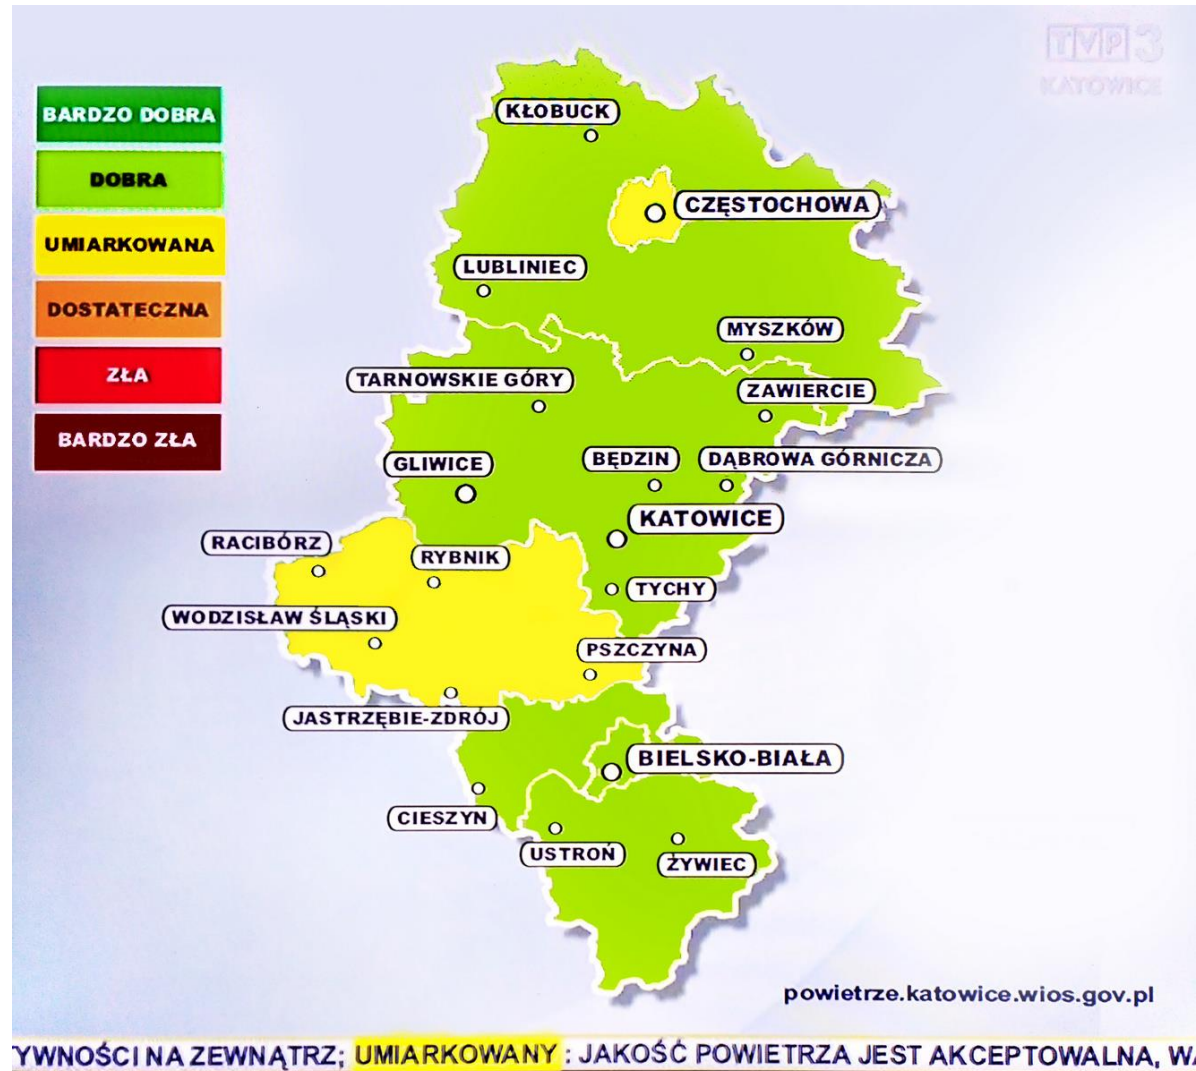 TVP3
KATOWICE
BARDZO DOBRA
DOBRA
UMIARKOWANA
DOSTATECZNA
ZŁA
BARDZO ZŁA
KŁOBUCK
CZĘSTOCHOWA
LUBLINIEC
MYSZKÓW
TARNOWSKIE GÓRY
ZAWIERCIE
GLIWICE
BĘDZIN
DĄBROWA GÓRNICZA
KATOWICE
RACIBÓRZ
RYBNIK
TYCHY
WODZISŁAW ŚLĄSKI
PSZCZYNA
JASTRZĘBIE-ZDRÓJ
BIELSKO-BIAŁA
CIESZYN
USTROŃ
ŻYWIEC
powietrze.katowice.wios.gov.pl
YWNOŚCI NA ZEWNĄTRZ; UMIARKOWANY : JAKOŚĆ POWIETRZA JEST AKCEPTOWALNA,